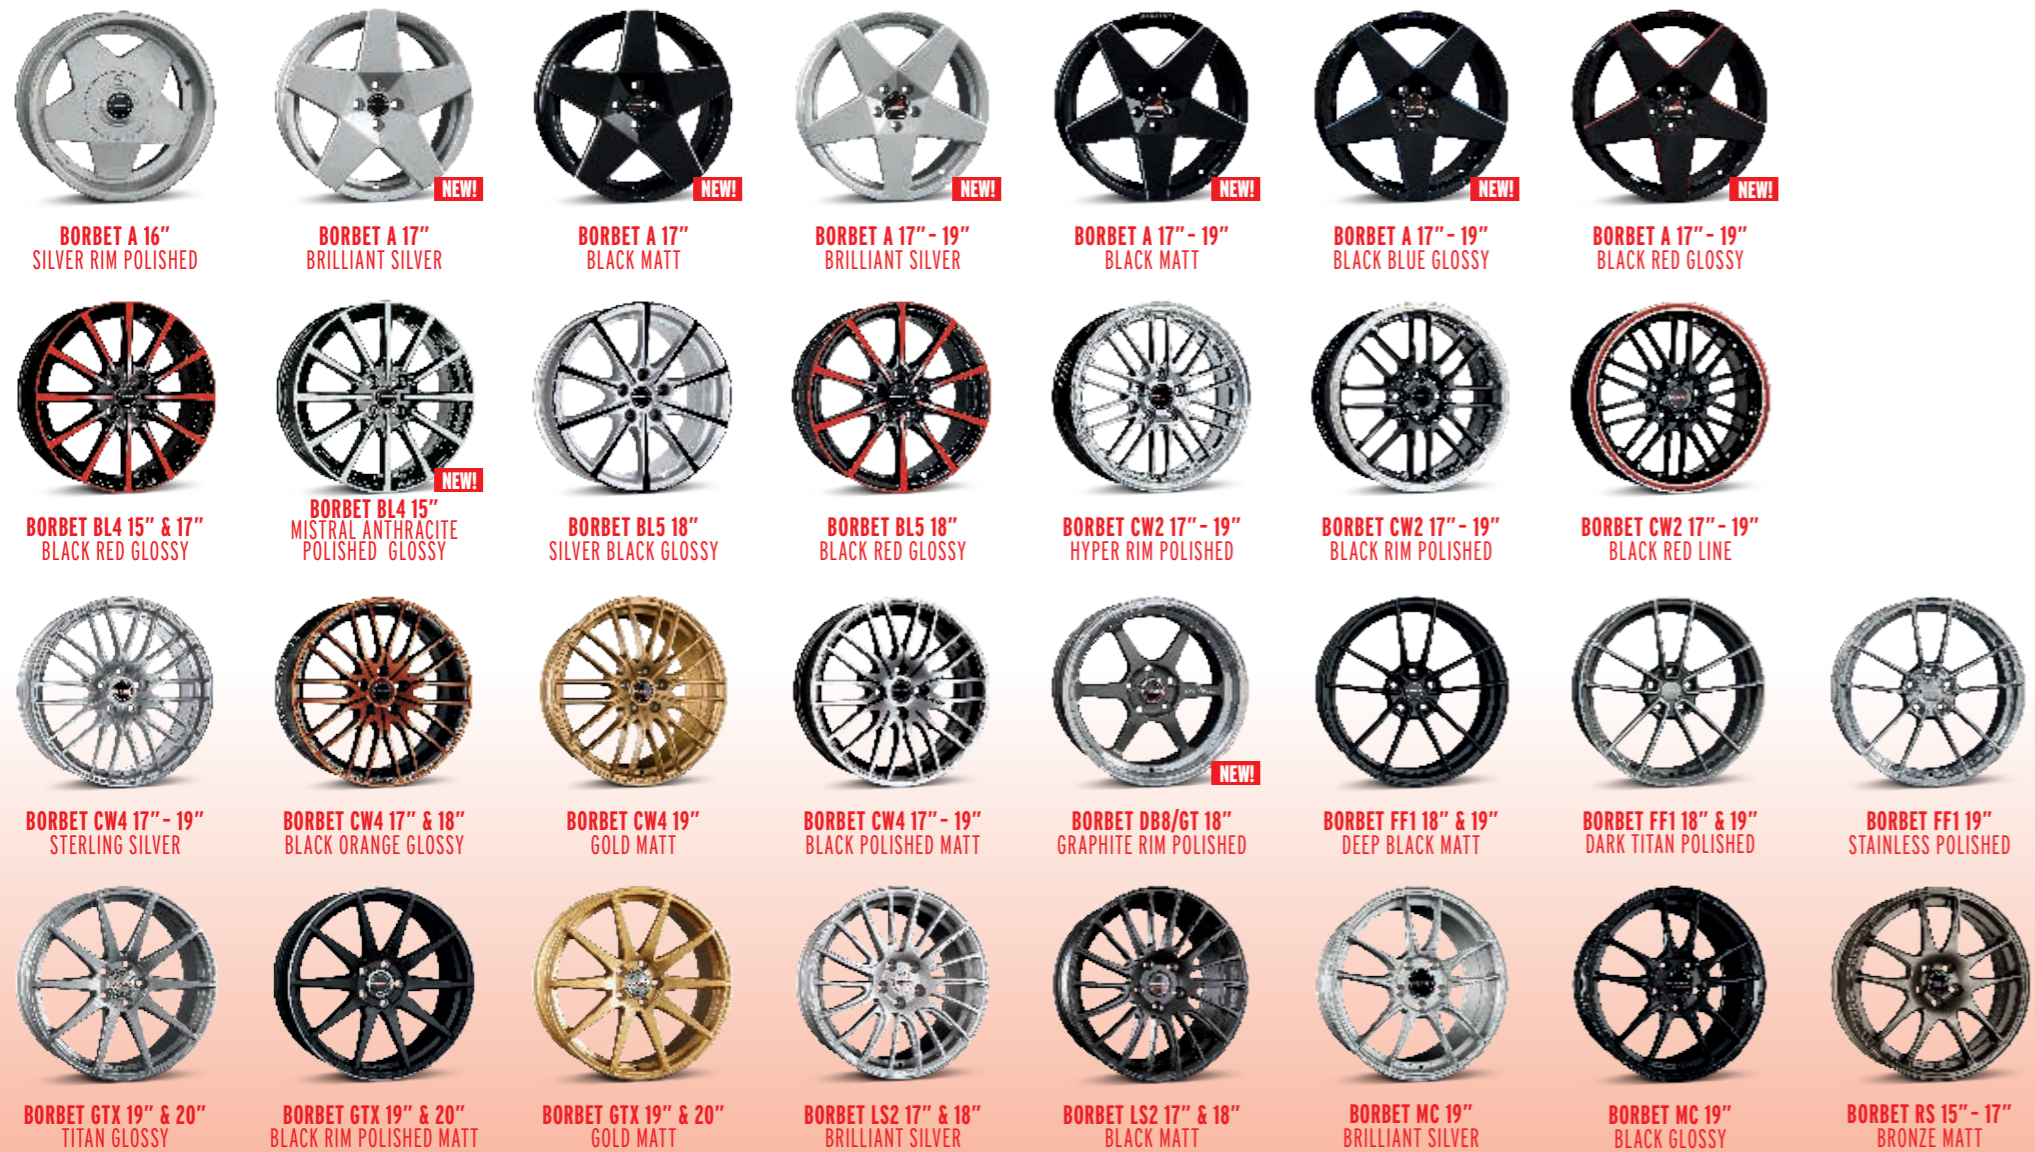 NEW!
NEW!
NEW!
NEW!
NEW!
NEW!
BORBET A 16"
SILVER RIM POLISHED
BORBET A 17"
BRILLIANT SILVER
BORBET A 17"
BLACK MATT
BORBET A 17" - 19"
BRILLIANT SILVER
BORBET A 17" - 19"
BLACK MATT
BORBET A 17" - 19"
BLACK BLUE GLOSSY
BORBET A 17" - 19"
BLACK RED GLOSSY
NEW!
BORBET BL4 15" & 17"
BLACK RED GLOSSY
BORBET BL4 15"
MISTRAL ANTHRACITE
POLISHED GLOSSY
BORBET BL5 18"
SILVER BLACK GLOSSY
BORBET BL5 18"
BLACK RED GLOSSY
BORBET CW2 17" - 19"
HYPER RIM POLISHED
BORBET CW2 17" - 19"
BLACK RIM POLISHED
BORBET CW2 17" - 19"
BLACK RED LINE
NEW!
BORBET CW4 17" - 19"
STERLING SILVER
BORBET CW4 17" & 18"
BLACK ORANGE GLOSSY
BORBET CW4 19"
GOLD MATT
BORBET CW4 17" - 19"
BLACK POLISHED MATT
BORBET DB8/GT 18"
GRAPHITE RIM POLISHED
BORBET FF1 18" & 19"
DEEP BLACK MATT
BORBET FF1 18" & 19"
DARK TITAN POLISHED
BORBET FF1 19"
STAINLESS POLISHED
BORBET GTX 19" & 20"
TITAN GLOSSY
BORBET GTX 19" & 20"
BLACK RIM POLISHED MATT
BORBET GTX 19" & 20"
GOLD MATT
BORBET LS2 17" & 18"
BRILLIANT SILVER
BORBET LS2 17" & 18"
BLACK MATT
BORBET MC 19"
BRILLIANT SILVER
BORBET MC 19"
BLACK GLOSSY
BORBET RS 15" - 17"
BRONZE MATT